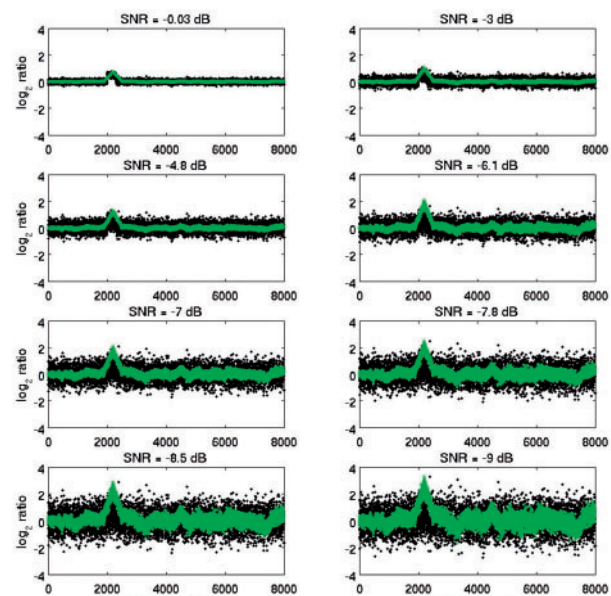 SNR = -0.03 dB
SNR = -3 dB
4
2
0
-2
-4
log2 ratio
0 2000 4000 6000 8000
4
2
0
-2
-4
0 2000 4000 6000 8000
SNR = -4.8 dB
SNR = -6.1 dB
4
2
0
-2
-4
log2 ratio
0 2000 4000 6000 8000
4
2
0
-2
-4
0 2000 4000 6000 8000
SNR = -7 dB
SNR = -7.8 dB
4
2
0
-2
-4
log2 ratio
0 2000 4000 6000 8000
4
2
0
-2
-4
0 2000 4000 6000 8000
SNR = -8.5 dB
SNR = -9 dB
4
2
0
-2
-4
log2 ratio
0 2000 4000 6000 8000
4
2
0
-2
-4
0 2000 4000 6000 8000